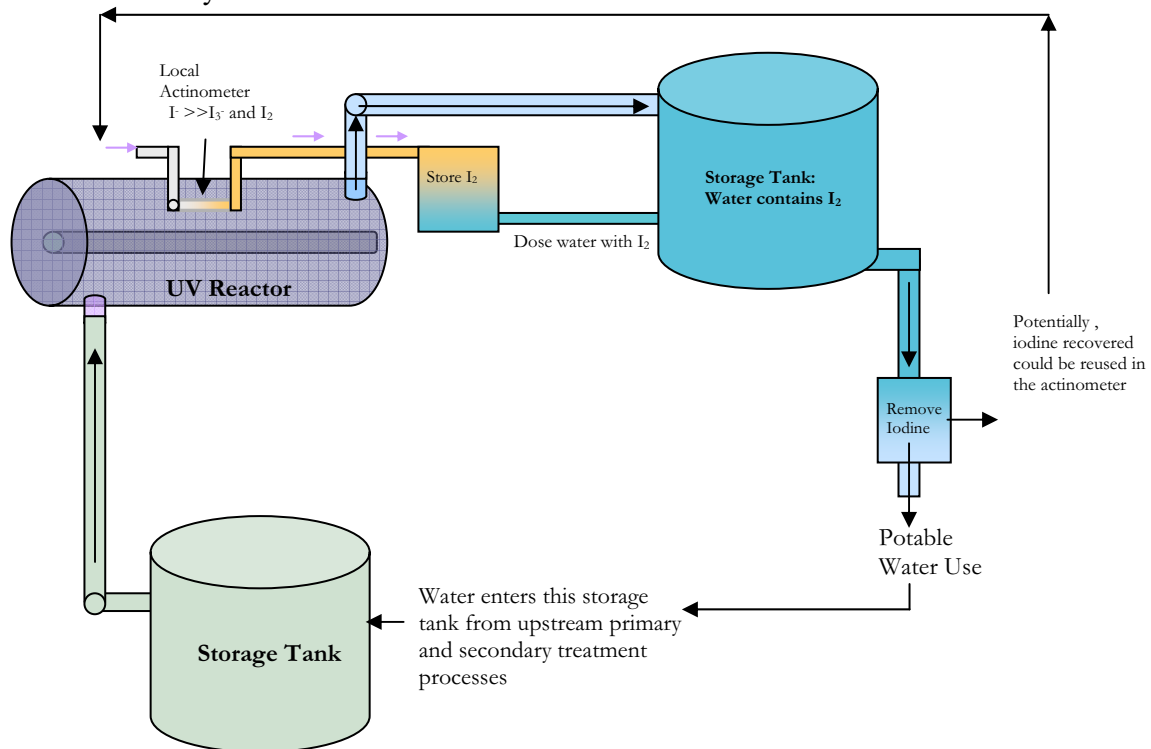 Local
Actinometer
I⁻ >>I₃⁻ and I₂
Store I₂
Dose water with I₂
Storage Tank:
Water contains I₂
UV Reactor
Potentially ,
iodine recovered
could be reused in
the actinometer
Remove
Iodine
Potable
Water Use
Water enters this storage
tank from upstream primary
and secondary treatment
processes
Storage Tank